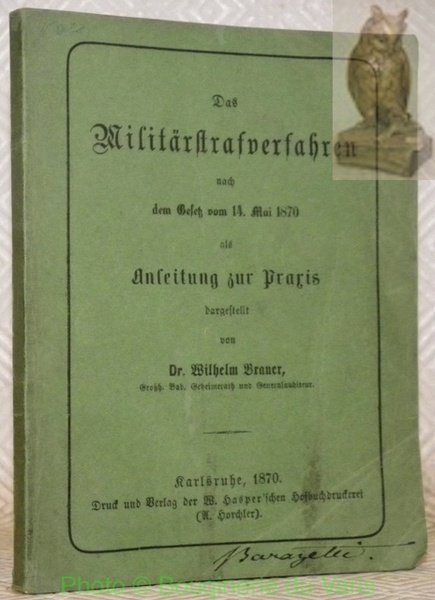 Das
Militärstrafverfahren
nach
dem Gesetz vom 14. Mai 1870
als
Anleitung zur Praxis
dargestellt
von
Dr. Wilhelm Brauer,
Großh. Bad. Geheimerath und Generalauditeur.
Karlsruhe, 1870.
Druck und Verlag der W. Hasper'schen Hofbuchdruckerei
(A. Horchler).
Photo © Bouquinerie du Varis